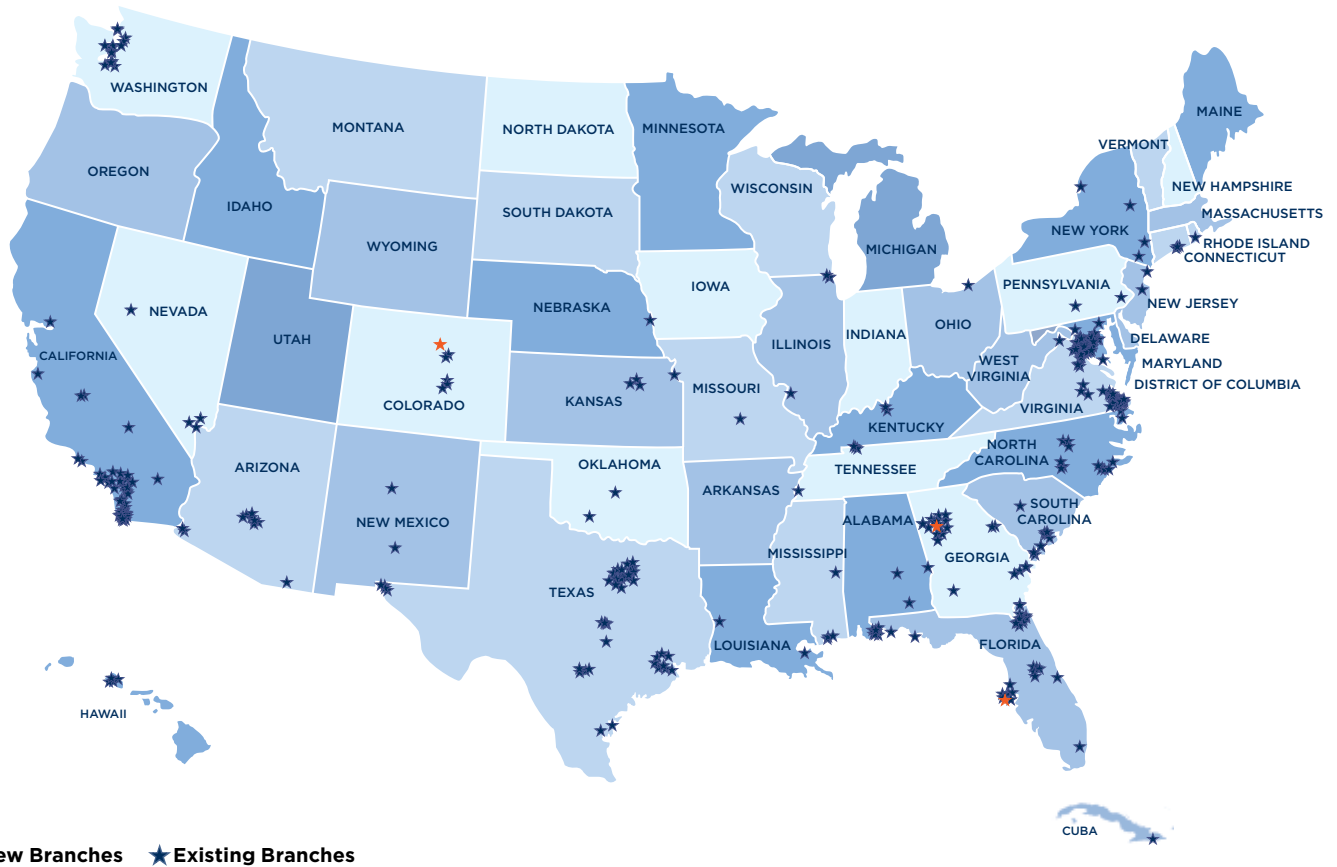 WASHINGTON
MONTANA
NORTH DAKOTA
MINNESOTA
MAINE
VERMONT
OREGON
IDAHO
WISCONSIN
NEW HAMPSHIRE
SOUTH DAKOTA
MASSACHUSETTS
WYOMING
MICHIGAN
NEW YORK
RHODE ISLAND
CONNECTICUT
IOWA
PENNSYLVANIA
NEBRASKA
NEVADA
NEW JERSEY
UTAH
OHIO
INDIANA
ILLINOIS
DELAWARE
CALIFORNIA
WEST
VIRGINIA
MARYLAND
DISTRICT OF COLUMBIA
MISSOURI
KANSAS
COLORADO
VIRGINIA
KENTUCKY
NORTH
CAROLINA
OKLAHOMA
ARIZONA
TENNESSEE
ARKANSAS
SOUTH
CAROLINA
NEW MEXICO
ALABAMA
MISSISSIPPI
GEORGIA
TEXAS
LOUISIANA
FLORIDA
HAWAII
CUBA
Branches Existing Branches